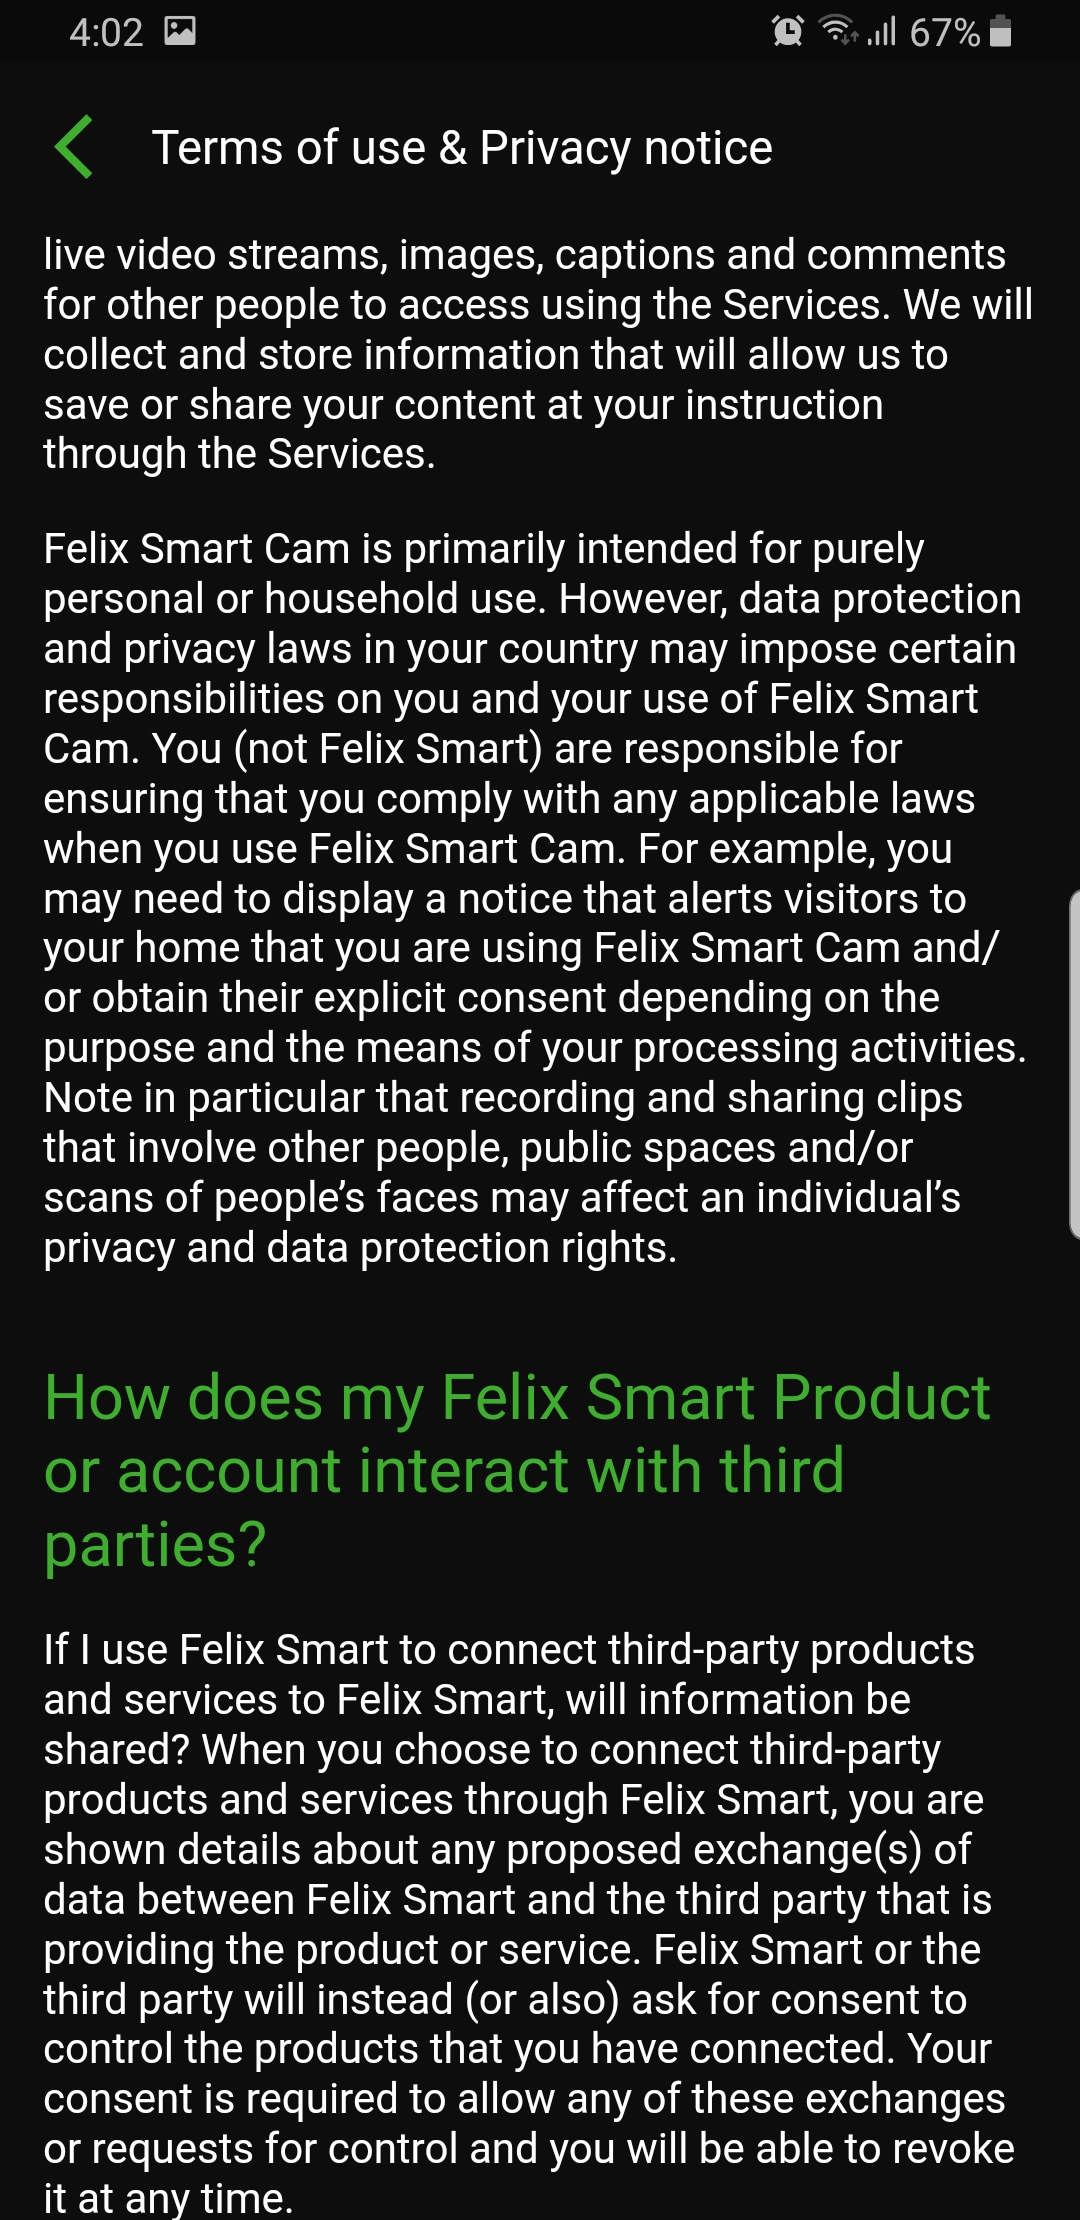 4:02
67%
Terms of use & Privacy notice
live video streams, images, captions and comments
for other people to access using the Services. We will
collect and store information that will allow us to
save or share your content at your instruction
through the Services.
Felix Smart Cam is primarily intended for purely
personal or household use. However, data protection
and privacy laws in your country may impose certain
responsibilities on you and your use of Felix Smart
Cam. You (not Felix Smart) are responsible for
ensuring that you comply with any applicable laws
when you use Felix Smart Cam. For example, you
may need to display a notice that alerts visitors to
your home that you are using Felix Smart Cam and/
or obtain their explicit consent depending on the
purpose and the means of your processing activities.
Note in particular that recording and sharing clips
that involve other people, public spaces and/or
scans of people’s faces may affect an individual’s
privacy and data protection rights.
How does my Felix Smart Product
or account interact with third
parties?
If I use Felix Smart to connect third-party products
and services to Felix Smart, will information be
shared? When you choose to connect third-party
products and services through Felix Smart, you are
shown details about any proposed exchange(s) of
data between Felix Smart and the third party that is
providing the product or service. Felix Smart or the
third party will instead (or also) ask for consent to
control the products that you have connected. Your
consent is required to allow any of these exchanges
or requests for control and you will be able to revoke
it at any time.